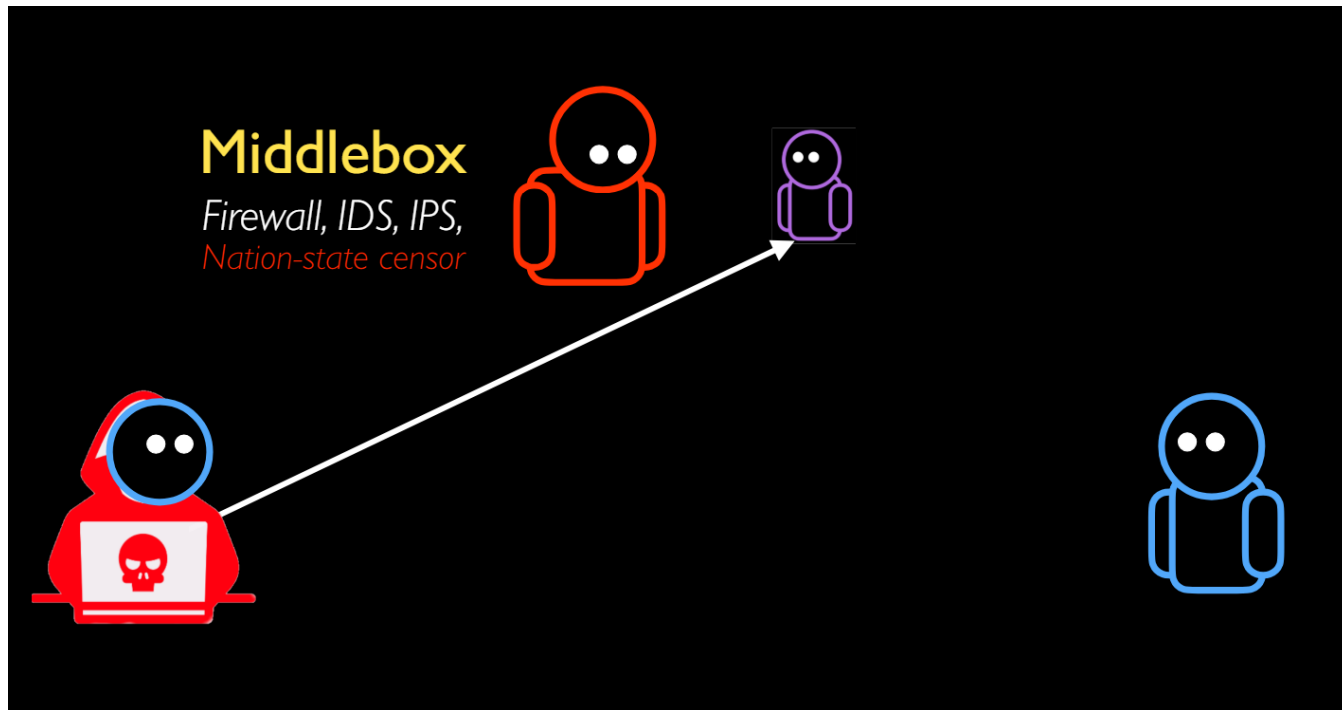 Middlebox
Firewall, IDS, IPS,
Nation-state censor